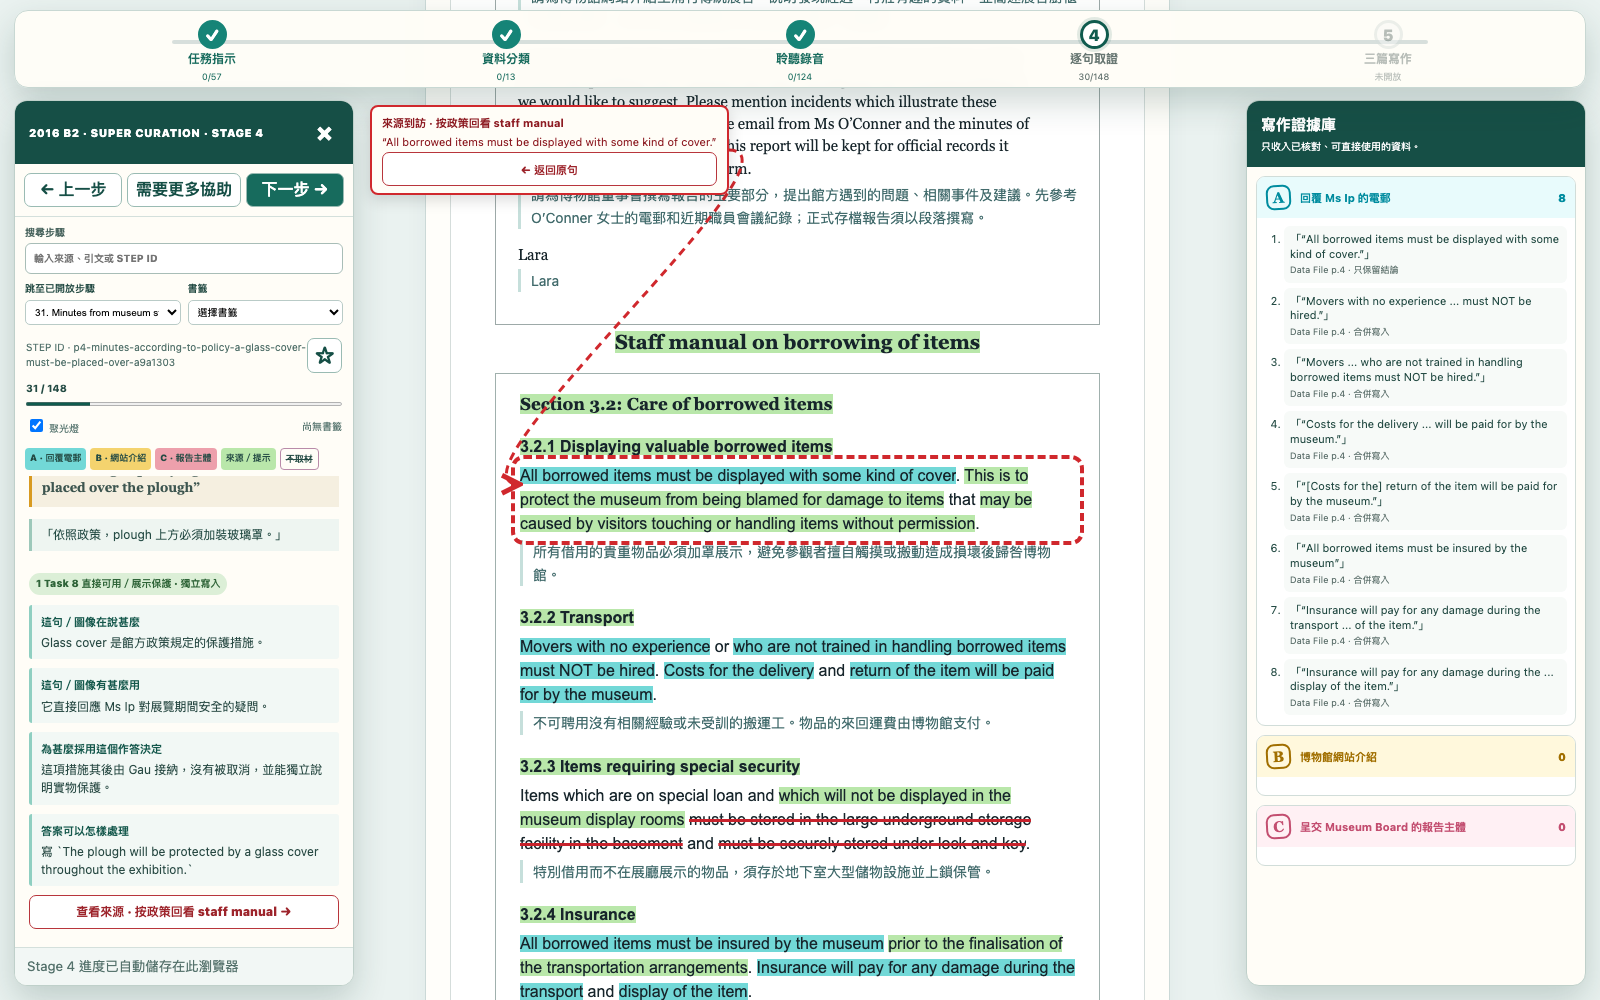 任務指示
0/57
資料分類
0/13
聆聽錄音
0/124
4
逐句取證
30/148
5
三篇寫作
未開放
2016 B2 · SUPER CURATION · STAGE 4
← 上一步
需要更多協助
下一步 →
搜尋步驟
輸入來源、引文或 STEP ID
跳至已開放步驟
書籤
31. Minutes from museum s
選擇書籤
STEP ID · p4-minutes-according-to-policy-a-glass-cover-
must-be-placed-over-a9a1303
31 / 148
聚光燈
尚無書籤
A · 回覆電郵
B · 網站介紹
C · 報告主體
來源 / 提示
不取材
placed over the plough”
「依照政策，plough 上方必須加裝玻璃罩。」
1 Task 8 直接可用 / 展示保護 · 獨立寫入
這句 / 圖像在說甚麼
Glass cover 是館方政策規定的保護措施。
這句 / 圖像有甚麼用
它直接回應 Ms Ip 對展覽期間安全的疑問。
為甚麼採用這個作答決定
這項措施其後由 Gau 接納，沒有被取消，並能獨立說
明實物保護。
答案可以怎樣處理
寫 `The plough will be protected by a glass cover
throughout the exhibition.`
查看來源 · 按政策回看 staff manual →
Stage 4 進度已自動儲存在此瀏覽器
來源到訪 · 按政策回看 staff manual
“All borrowed items must be displayed with some kind of cover.”
← 返回原句
we would like to suggest. Please mention incidents which illustrate these
e email from Ms O’Conner and the minutes of
his report will be kept for official records it
rm.
請為博物館董事會撰寫報告的主要部分，提出館方遇到的問題、相關事件及建議。先參考
O’Conner 女士的電郵和近期職員會議紀錄；正式存檔報告須以段落撰寫。
Lara
Lara
Staff manual on borrowing of items
Section 3.2: Care of borrowed items
3.2.1 Displaying valuable borrowed items
All borrowed items must be displayed with some kind of cover. This is to
protect the museum from being blamed for damage to items that may be
caused by visitors touching or handling items without permission.
所有借用的貴重物品必須加罩展示，避免參觀者擅自觸摸或搬動造成損壞後歸咎博物
館。
3.2.2 Transport
Movers with no experience or who are not trained in handling borrowed items
must NOT be hired. Costs for the delivery and return of the item will be paid
for by the museum.
不可聘用沒有相關經驗或未受訓的搬運工。物品的來回運費由博物館支付。
3.2.3 Items requiring special security
Items which are on special loan and which will not be displayed in the
museum display rooms must be stored in the large underground storage
facility in the basement and must be securely stored under lock and key.
特別借用而不在展廳展示的物品，須存於地下室大型儲物設施並上鎖保管。
3.2.4 Insurance
All borrowed items must be insured by the museum prior to the finalisation of
the transportation arrangements. Insurance will pay for any damage during the
transport and display of the item.
寫作證據庫
只收入已核對、可直接使用的資料。
A 回覆 Ms Ip 的電郵 8
1. 「“All borrowed items must be displayed with some
kind of cover.”」
Data File p.4 · 只保留結論
2. 「“Movers with no experience ... must NOT be
hired.”」
Data File p.4 · 合併寫入
3. 「“Movers ... who are not trained in handling
borrowed items must NOT be hired.”」
Data File p.4 · 合併寫入
4. 「“Costs for the delivery ... will be paid for by the
museum.”」
Data File p.4 · 合併寫入
5. 「“[Costs for the] return of the item will be paid for
by the museum.”」
Data File p.4 · 合併寫入
6. 「“All borrowed items must be insured by the
museum”」
Data File p.4 · 合併寫入
7. 「“Insurance will pay for any damage during the
transport ... of the item.”」
Data File p.4 · 合併寫入
8. 「“Insurance will pay for any damage during the ...
display of the item.”」
Data File p.4 · 合併寫入
B 博物館網站介紹 0
C 呈交 Museum Board 的報告主體 0